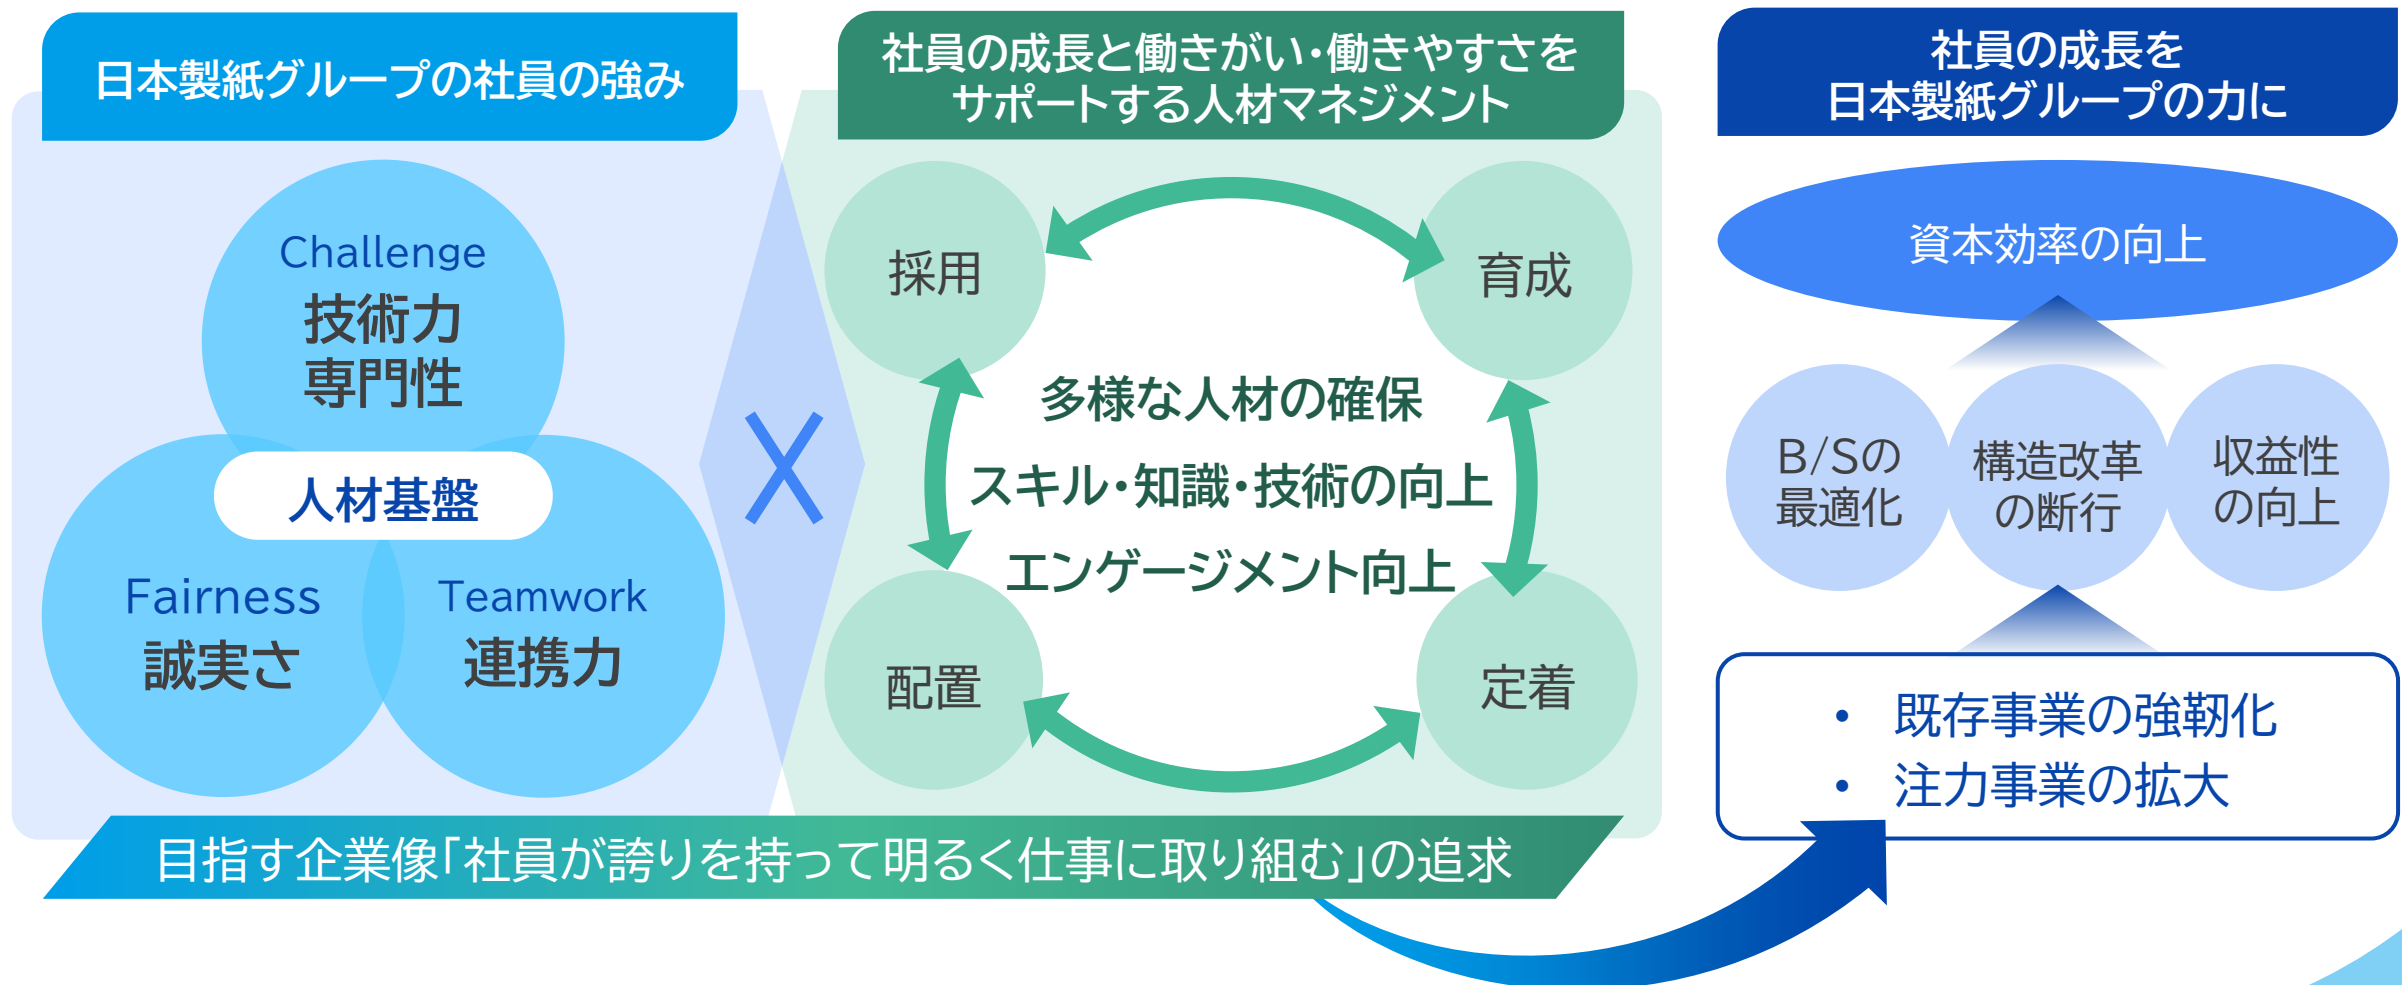 日本製紙グループの社員の強み
Challenge
技術力
専門性
人材基盤
Fairness
誠実さ
Teamwork
連携力
社員の成長と働きがい・働きやすさを
サポートする人材マネジメント
採用
育成
多様な人材の確保
スキル・知識・技術の向上
エンゲージメント向上
配置
定着
目指す企業像「社員が誇りを持って明るく仕事に取り組む」の追求
社員の成長を
日本製紙グループの力に
資本効率の向上
B/Sの
最適化
構造改革
の断行
収益性
の向上
• 既存事業の強靭化
• 注力事業の拡大